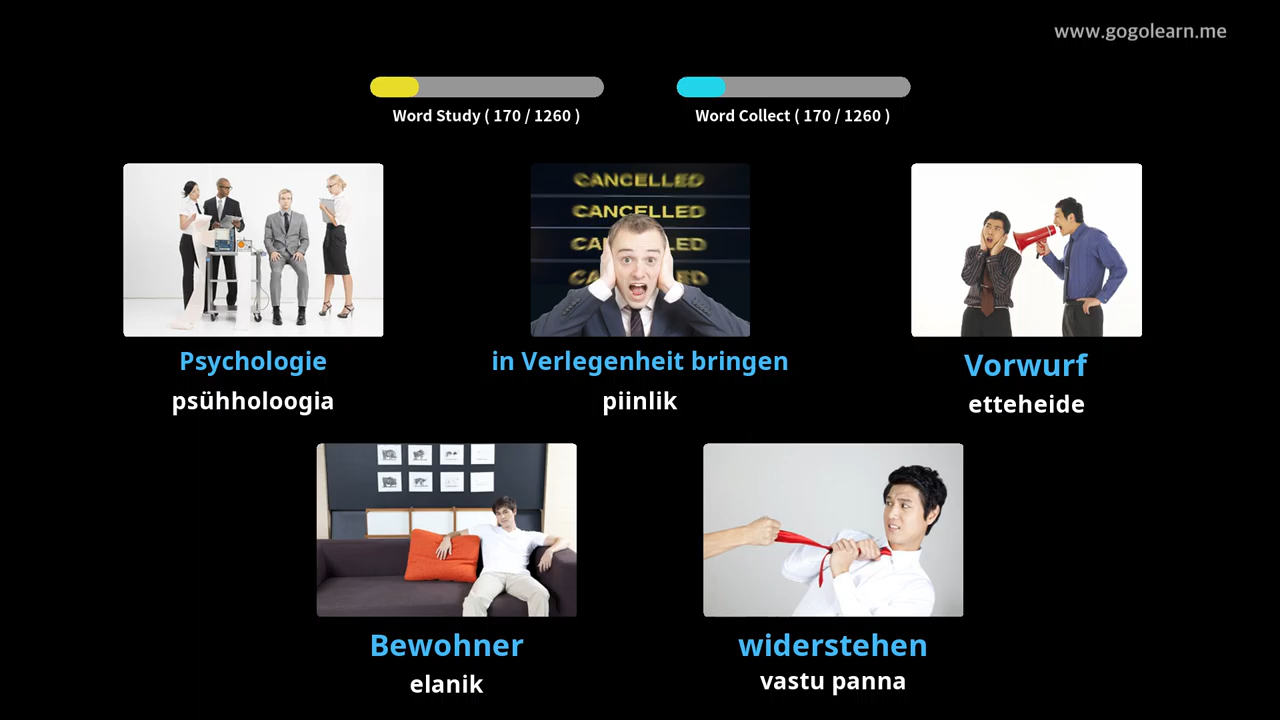 www.gogolearn.me
Word Study ( 170 / 1260 )
Word Collect ( 170 / 1260 )
CANCELLED
CANCELLED
Psychologie
psühholoogia
in Verlegenheit bringen
piinlik
Vorwurf
etteheide
Bewohner
elanik
widerstehen
vastu panna